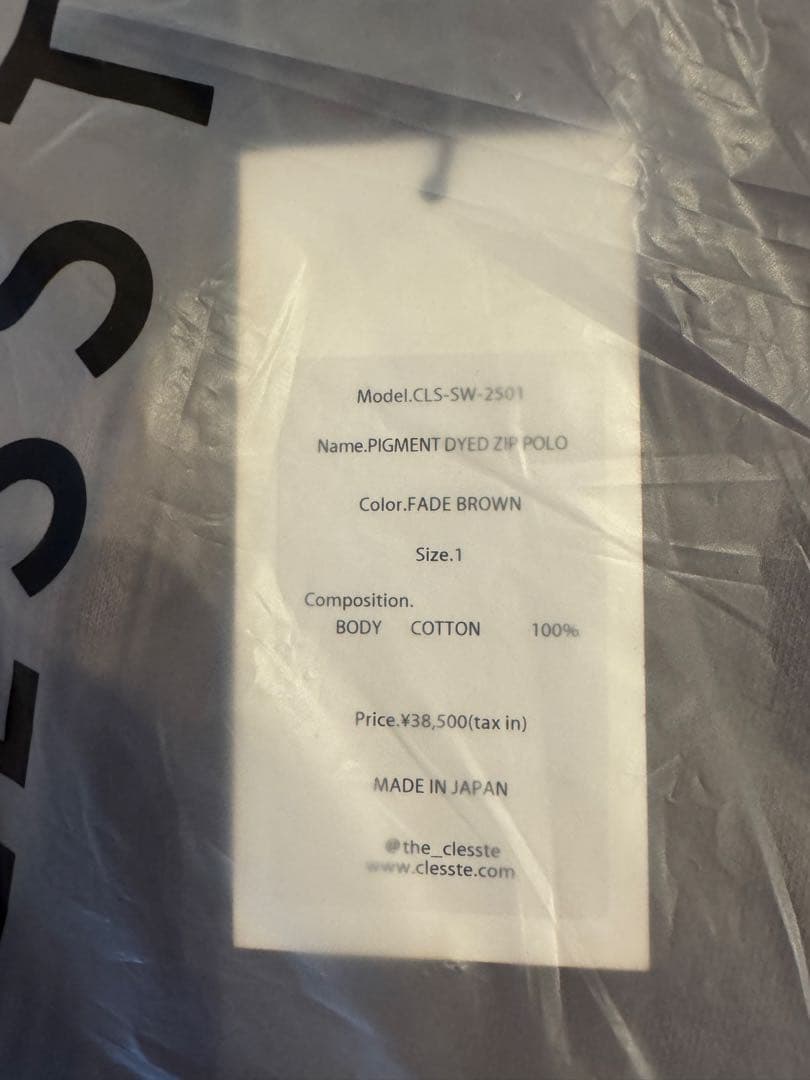 Model.CLS-SW-2501
Name.PIGMENT DYED ZIP POLO
Color.FADE BROWN
Size.1
Composition.
BODY COTTON 100%
Price.¥38,500(tax in)
MADE IN JAPAN
@the_clesste
www.clesste.com